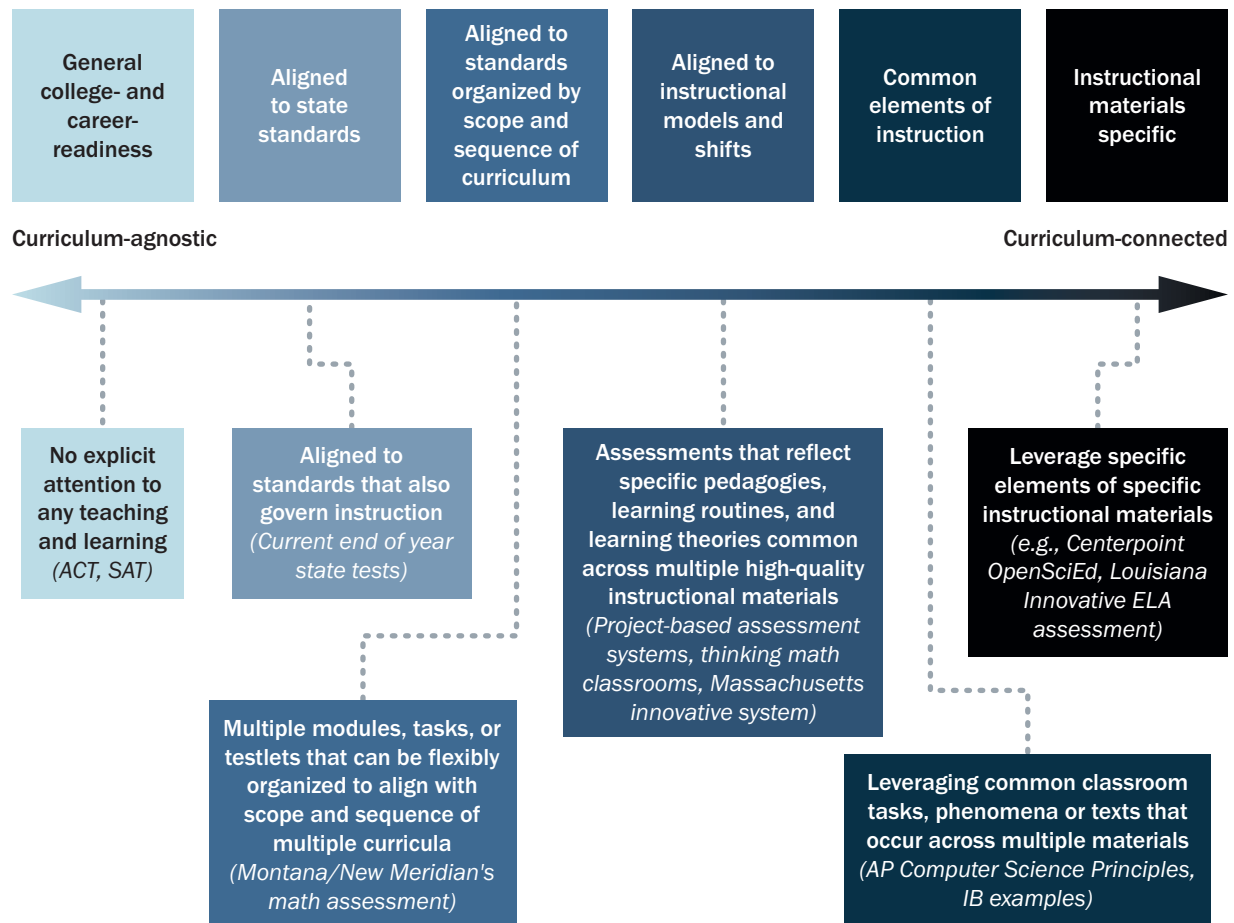 General
college- and
career-
readiness
Aligned
to state
standards
Aligned to
standards
organized by
scope and
sequence of
curriculum
Aligned to
instructional
models and
shifts
Common
elements of
instruction
Instructional
materials
specific
Curriculum-agnostic
Curriculum-connected
No explicit
attention to
any teaching
and learning
(ACT, SAT)
Aligned to
standards that also
govern instruction
(Current end of year
state tests)
Multiple modules, tasks, or
testlets that can be flexibly
organized to align with
scope and sequence of
multiple curricula
(Montana/New Meridian's
math assessment)
Assessments that reflect
specific pedagogies,
learning routines, and
learning theories common
across multiple high-quality
instructional materials
(Project-based assessment
systems, thinking math
classrooms, Massachusetts
innovative system)
Leveraging common classroom
tasks, phenomena or texts that
occur across multiple materials
(AP Computer Science Principles,
IB examples)
Leverage specific
elements of specific
instructional materials
(e.g., Centerpoint
OpenSciEd, Louisiana
Innovative ELA
assessment)